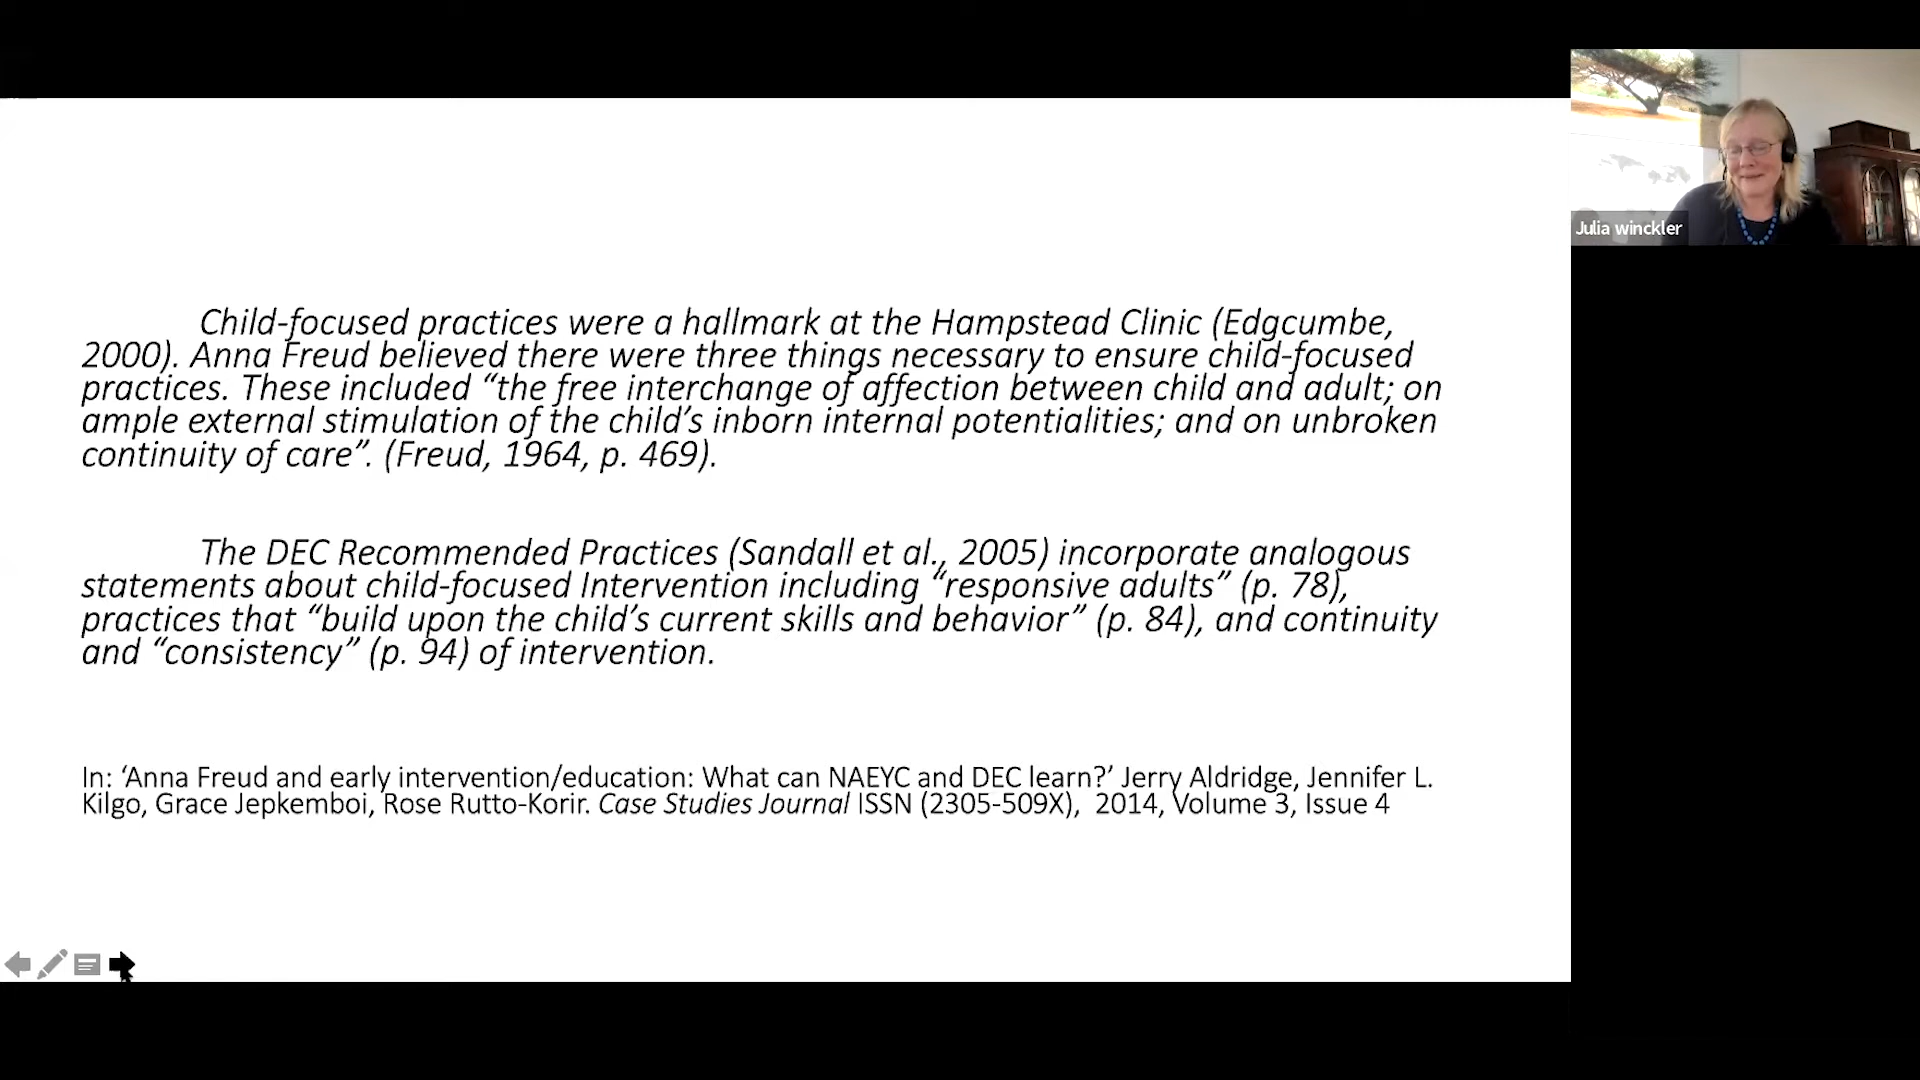 Child-focused practices were a hallmark at the Hampstead Clinic (Edgcumbe,
2000). Anna Freud believed there were three things necessary to ensure child-focused
practices. These included “the free interchange of affection between child and adult; on
ample external stimulation of the child’s inborn internal potentialities; and on unbroken
continuity of care”. (Freud, 1964, p. 469).
The DEC Recommended Practices (Sandall et al., 2005) incorporate analogous
statements about child-focused Intervention including “responsive adults” (p. 78),
practices that “build upon the child’s current skills and behavior” (p. 84), and continuity
and “consistency” (p. 94) of intervention.
In: ‘Anna Freud and early intervention/education: What can NAEYC and DEC learn?’ Jerry Aldridge, Jennifer L.
Kilgo, Grace Jepkemboi, Rose Rutto-Korir. Case Studies Journal ISSN (2305-509X), 2014, Volume 3, Issue 4
Julia winckler